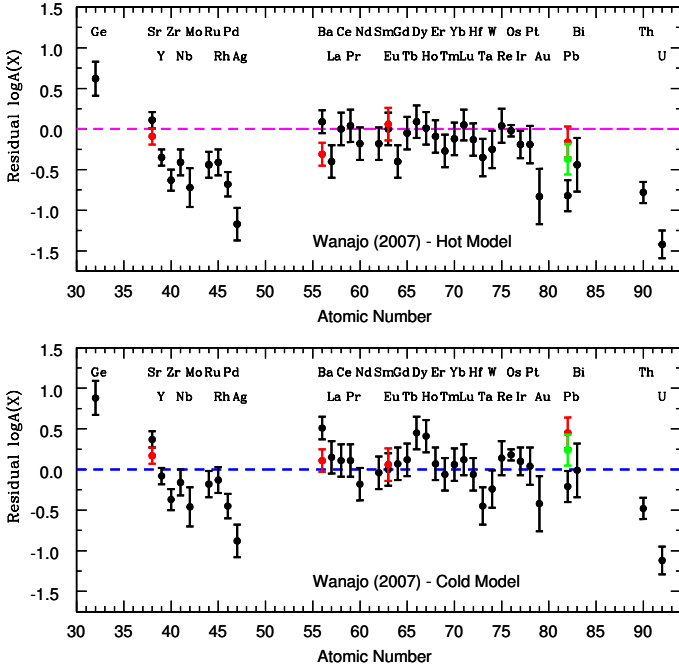 1.5
Ge Sr Zr Mo Ru Pd Ba Ce Nd Sm Gd Dy Er Yb Hf W Os Pt Bi Th
1.0
Y Nb Rh Ag La Pr Eu Tb Ho Tm Lu Ta Re Ir Au Pb U
0.5
0.0
-0.5
-1.0
-1.5
Residual logA(X)
Wanajo (2007) - Hot Model
30 35 40 45 50 55 60 65 70 75 80 85 90
Atomic Number
1.5
Ge Sr Zr Mo Ru Pd Ba Ce Nd Sm Gd Dy Er Yb Hf W Os Pt Bi Th
1.0
Y Nb Rh Ag La Pr Eu Tb Ho Tm Lu Ta Re Ir Au Pb U
0.5
0.0
-0.5
-1.0
-1.5
Residual logA(X)
Wanajo (2007) - Cold Model
30 35 40 45 50 55 60 65 70 75 80 85 90
Atomic Number